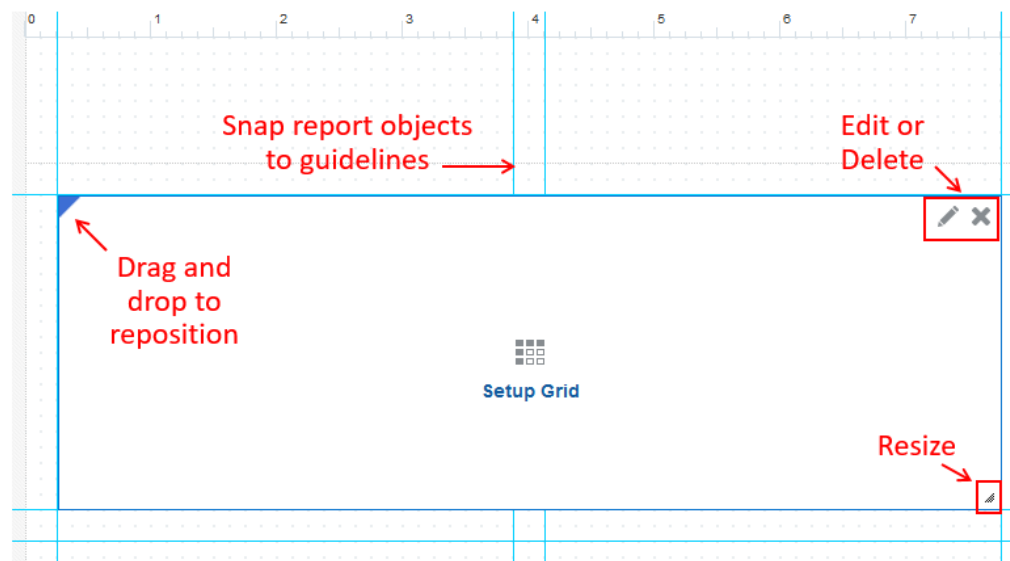 0 1 2 3 4 5 6 7
Snap report objects
to guidelines
Edit or
Delete
Drag and
drop to
reposition
Setup Grid
Resize